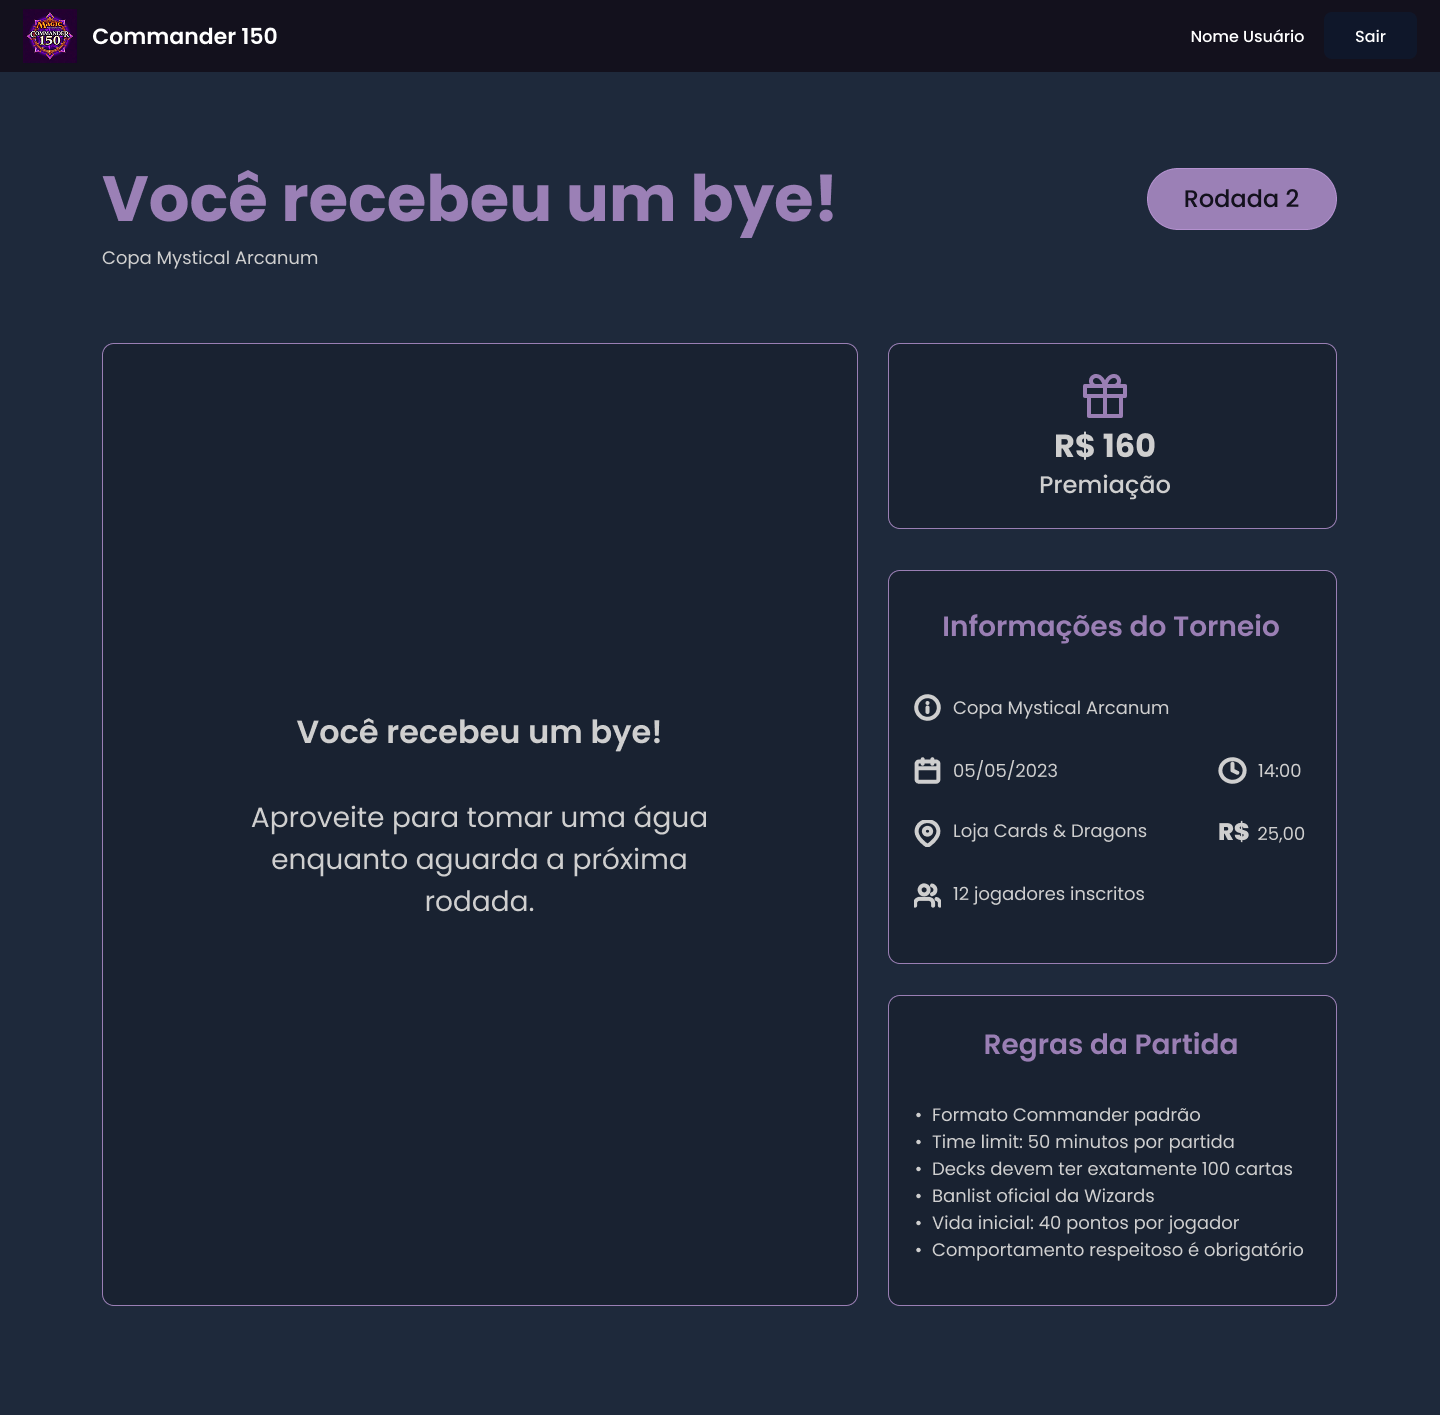 MAGIC
COMMANDER
150
Commander 150
Nome Usuário
Sair
Você recebeu um bye!
Rodada 2
Copa Mystical Arcanum
Você recebeu um bye!
Aproveite para tomar uma água
enquanto aguarda a próxima
rodada.
R$ 160
Premiação
Informações do Torneio
Copa Mystical Arcanum
05/05/2023
14:00
Loja Cards & Dragons
R$ 25,00
12 jogadores inscritos
Regras da Partida
• Formato Commander padrão
• Time limit: 50 minutos por partida
• Decks devem ter exatamente 100 cartas
• Banlist oficial da Wizards
• Vida inicial: 40 pontos por jogador
• Comportamento respeitoso é obrigatório